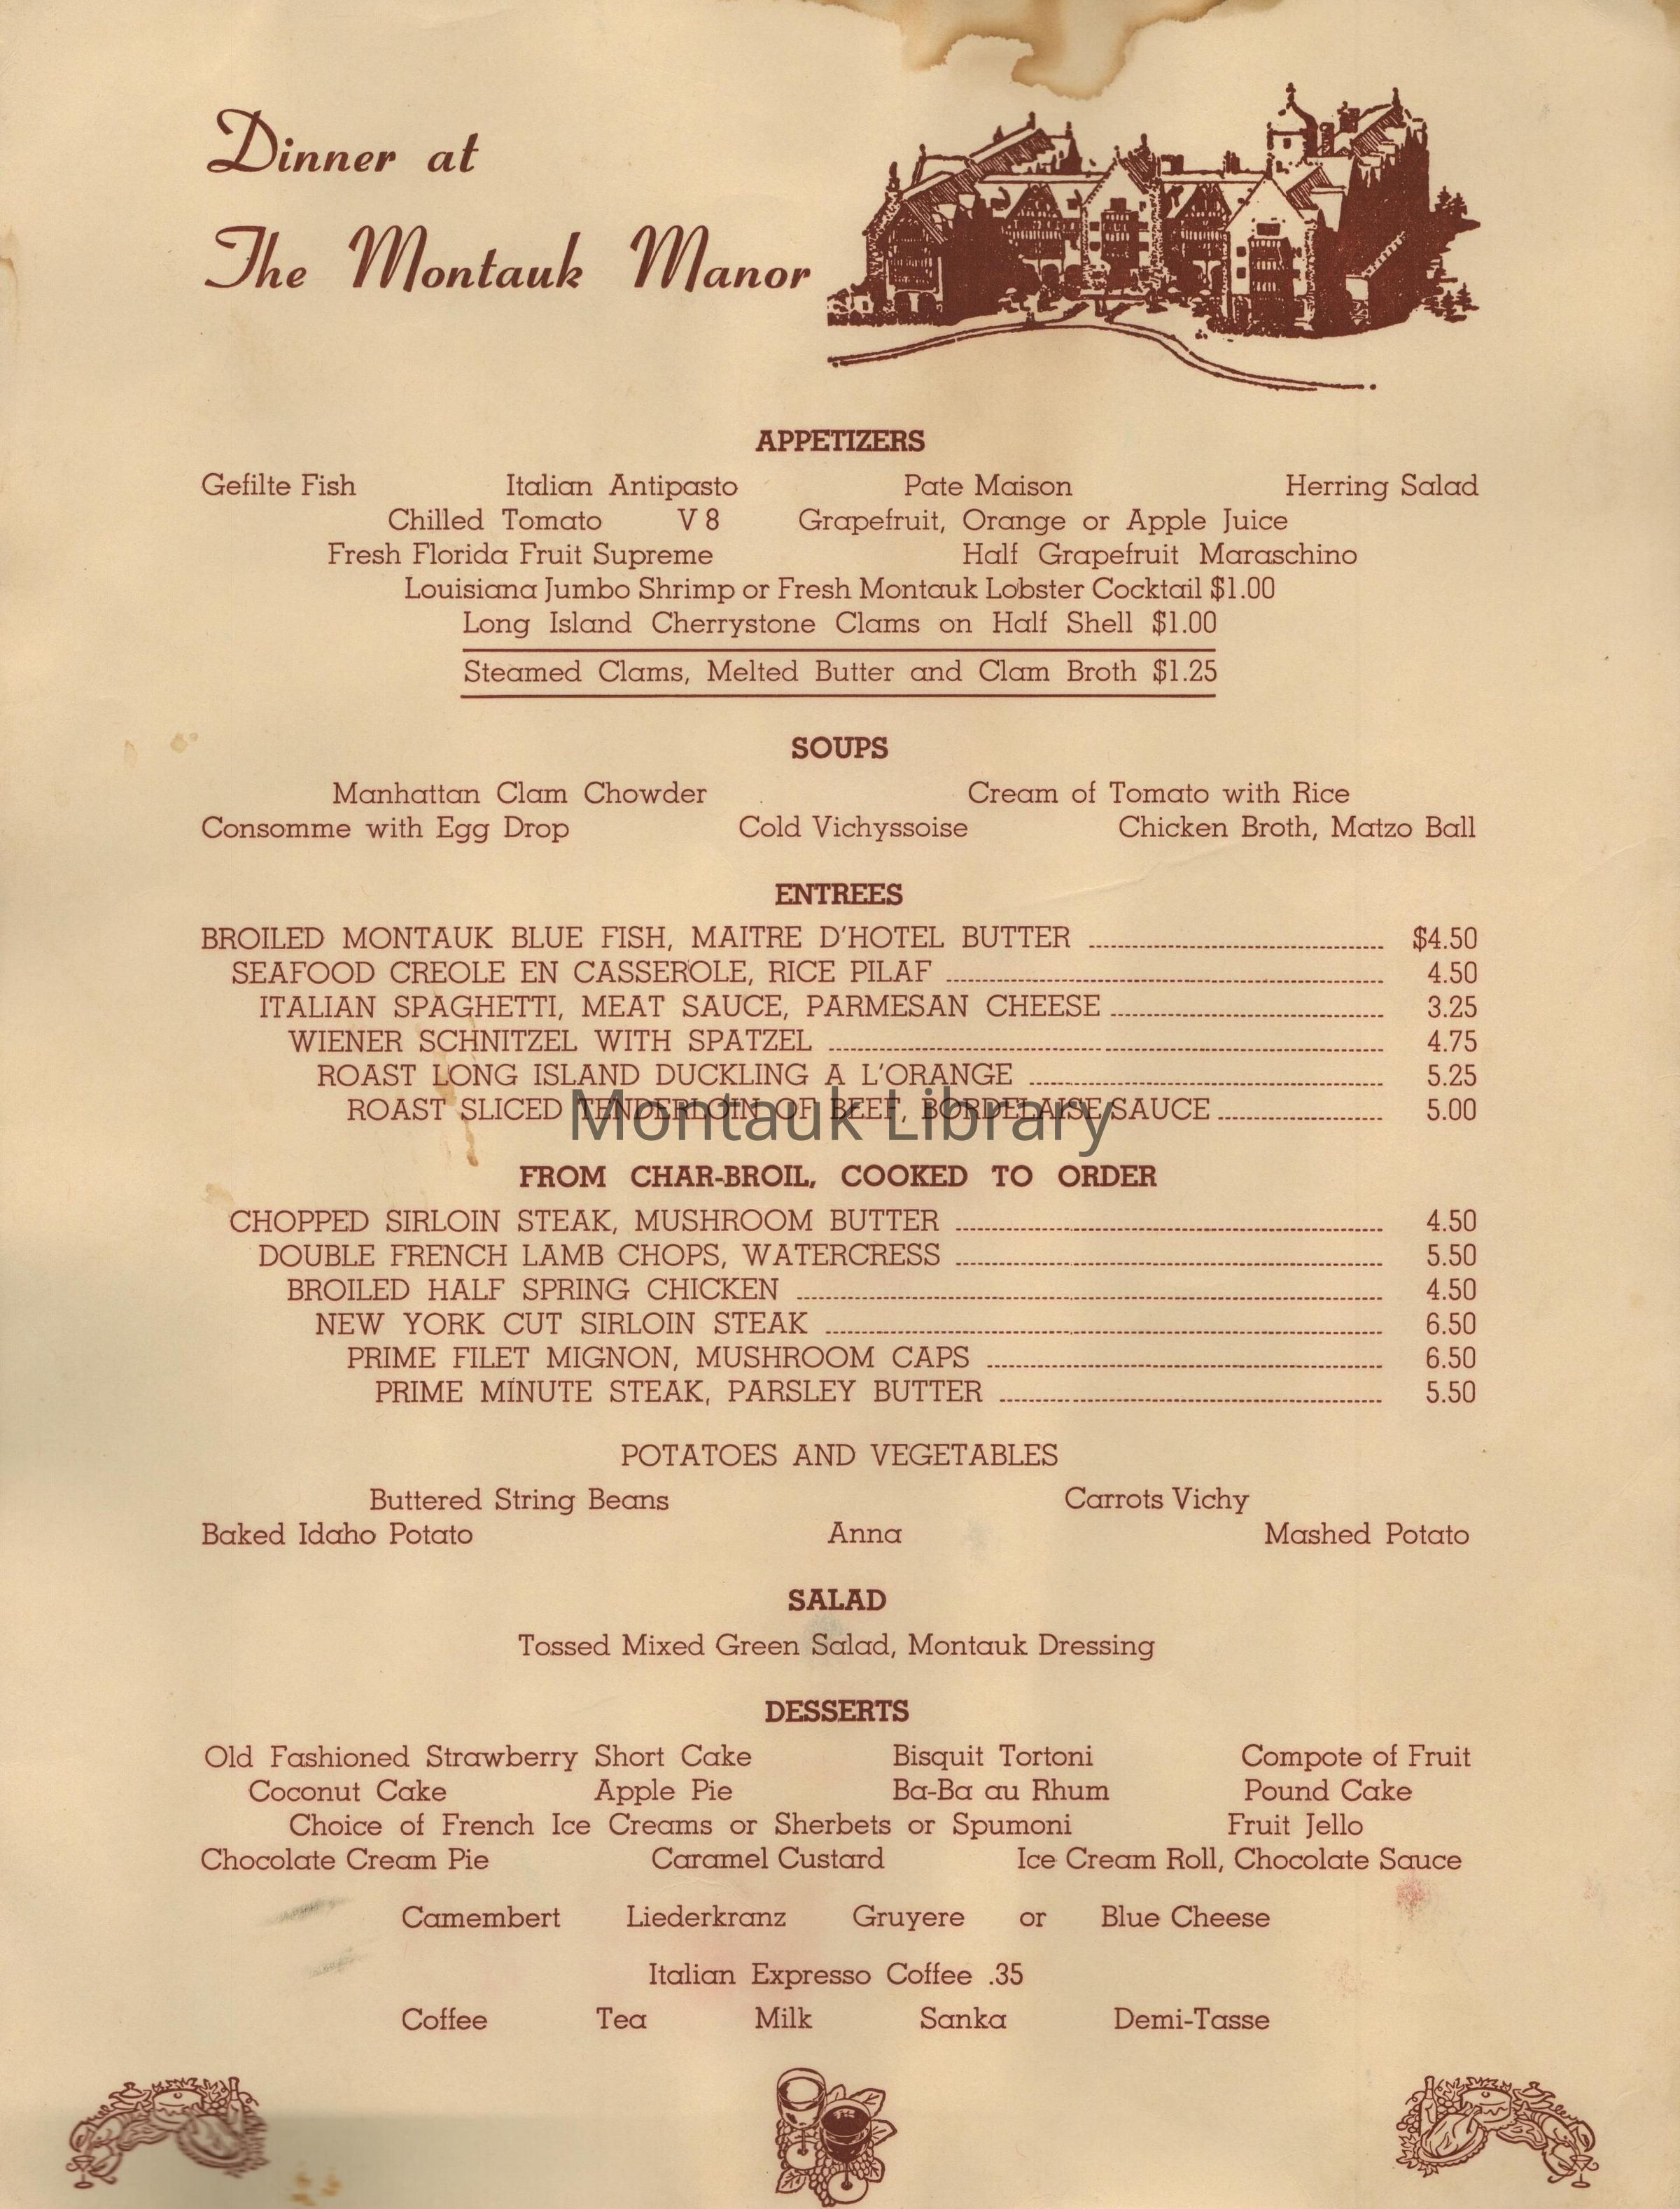 Dinner at
The Montauk Manor
APPETIZERS
Gefilte Fish Italian Antipasto Pate Maison Herring Salad
Chilled Tomato V 8 Grapefruit, Orange or Apple Juice
Fresh Florida Fruit Supreme Half Grapefruit Maraschino
Louisiana Jumbo Shrimp or Fresh Montauk Lobster Cocktail $1.00
Long Island Cherrystone Clams on Half Shell $1.00
Steamed Clams, Melted Butter and Clam Broth $1.25
SOUPS
Manhattan Clam Chowder Cream of Tomato with Rice
Consomme with Egg Drop Cold Vichyssoise Chicken Broth, Matzo Ball
ENTREES
BROILED MONTAUK BLUE FISH, MAITRE D'HOTEL BUTTER $4.50
SEAFOOD CREOLE EN CASSEROLE, RICE PILAF 4.50
ITALIAN SPAGHETTI, MEAT SAUCE, PARMESAN CHEESE 3.25
WIENER SCHNITZEL WITH SPATZEL 4.75
ROAST LONG ISLAND DUCKLING A L'ORANGE 5.25
ROAST SLICED TENDERLOIN OF BEEF, BORDELAISE SAUCE 5.00
Montauk Library
FROM CHAR-BROIL, COOKED TO ORDER
CHOPPED SIRLOIN STEAK, MUSHROOM BUTTER 4.50
DOUBLE FRENCH LAMB CHOPS, WATERCRESS 5.50
BROILED HALF SPRING CHICKEN 4.50
NEW YORK CUT SIRLOIN STEAK 6.50
PRIME FILET MIGNON, MUSHROOM CAPS 6.50
PRIME MINUTE STEAK, PARSLEY BUTTER 5.50
POTATOES AND VEGETABLES
Buttered String Beans Carrots Vichy
Baked Idaho Potato Anna Mashed Potato
SALAD
Tossed Mixed Green Salad, Montauk Dressing
DESSERTS
Old Fashioned Strawberry Short Cake Bisquit Tortoni Compote of Fruit
Coconut Cake Apple Pie Ba-Ba au Rhum Pound Cake
Choice of French Ice Creams or Sherbets or Spumoni Fruit Jello
Chocolate Cream Pie Caramel Custard Ice Cream Roll, Chocolate Sauce
Camembert Liederkranz Gruyere or Blue Cheese
Italian Expresso Coffee .35
Coffee Tea Milk Sanka Demi-Tasse